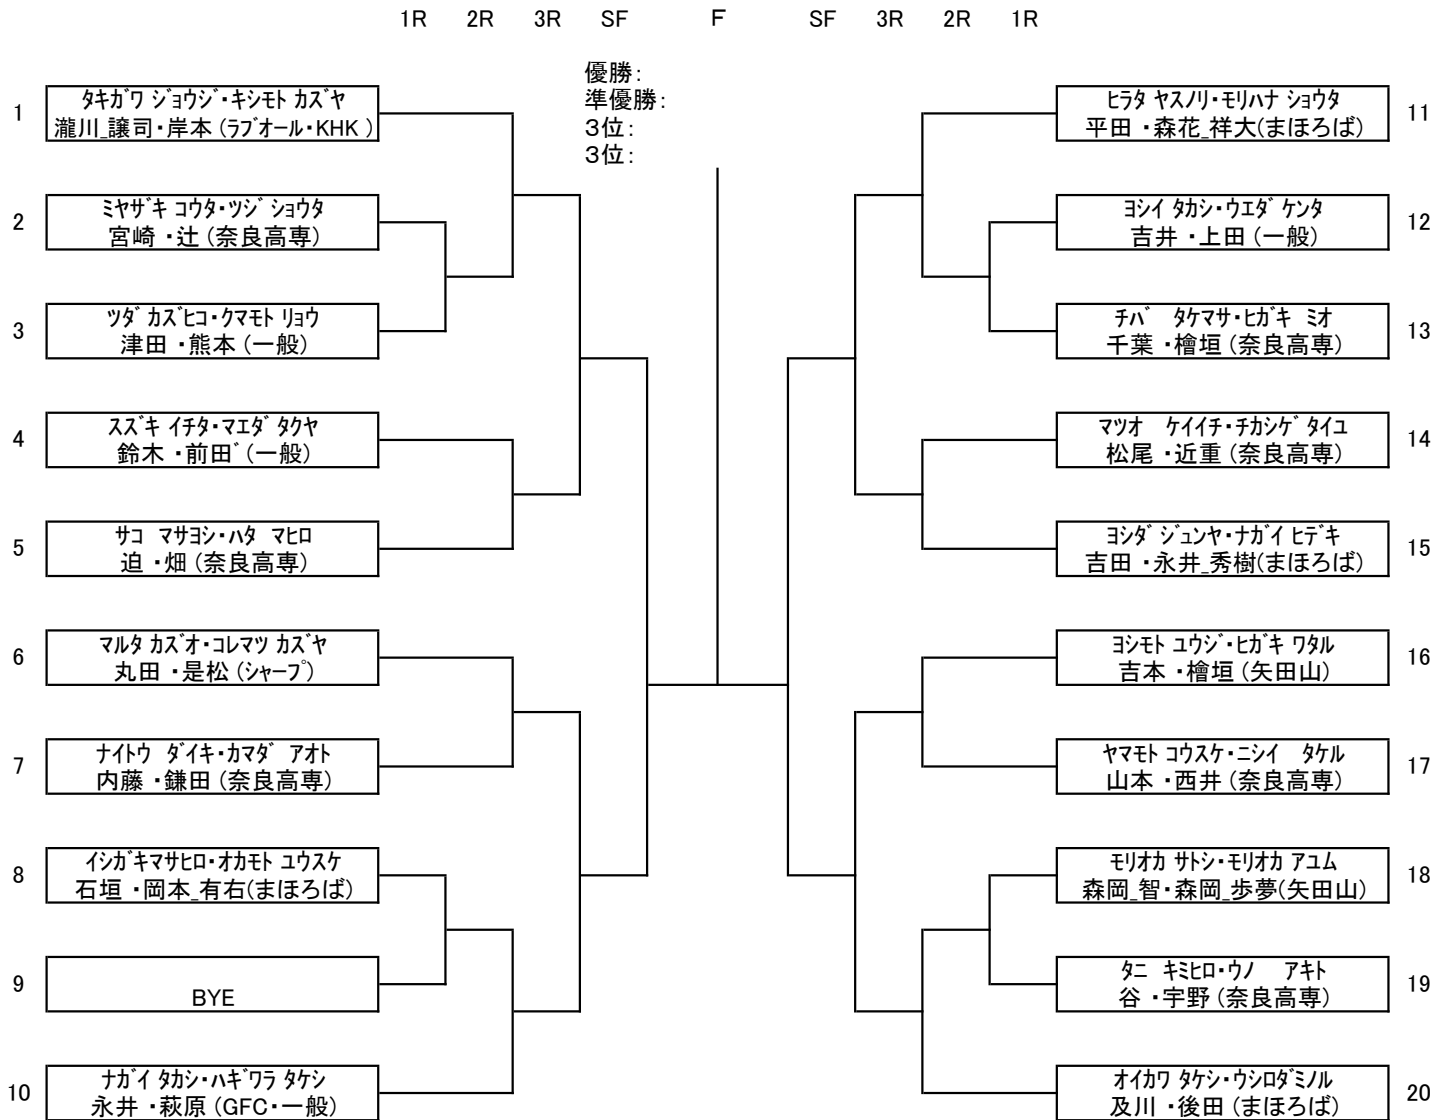 1R 2R 3R SF F SF 3R 2R 1R
優勝:
準優勝:
3位:
3位:
1
ﾀｷｶﾞﾜ ｼﾞｮｳｼﾞ・ｷｼﾓﾄ ｶｽﾞﾔ
瀧川_譲司・岸本 (ﾗﾌﾞｵｰﾙ・KHK )
2
ﾐﾔｻﾞｷ ｺｳﾀ・ﾂｼﾞ ｼｮｳﾀ
宮崎 ・辻 (奈良高専)
3
ﾂﾀﾞ ｶｽﾞﾋｺ・ｸﾏﾓﾄ ﾘｮｳ
津田 ・熊本 (一般)
4
ｽｽﾞｷ ｲﾁﾀ・ﾏｴﾀﾞ ﾀｸﾔ
鈴木 ・前田ﾞ (一般)
5
ｻｺ ﾏｻﾖｼ・ﾊﾀ ﾏﾋﾛ
迫 ・畑 (奈良高専)
6
ﾏﾙﾀ ｶｽﾞｵ・ｺﾚﾏﾂ ｶｽﾞﾔ
丸田 ・是松 (ｼｬｰﾌﾟ)
7
ﾅｲﾄｳ ﾀﾞｲｷ・ｶﾏﾀﾞ ｱｵﾄ
内藤 ・鎌田 (奈良高専)
8
ｲｼｶﾞｷﾏｻﾋﾛ・ｵｶﾓﾄ ﾕｳｽｹ
石垣 ・岡本_有右(まほろば)
9
BYE
10
ﾅｶﾞｲ ﾀｶｼ・ﾊｷﾞﾜﾗ ﾀｹｼ
永井 ・萩原 (GFC・一般)
ﾋﾗﾀ ﾔｽﾉﾘ・ﾓﾘﾊﾅ ｼｮｳﾀ
平田 ・森花_祥大(まほろば)
11
ﾖｼｲ ﾀｶｼ・ｳｴﾀﾞ ｹﾝﾀ
吉井 ・上田 (一般)
12
ﾁﾊﾞ ﾀｹﾏｻ・ﾋｶﾞｷ ﾐｵ
千葉 ・檜垣 (奈良高専)
13
ﾏﾂｵ ｹｲｲﾁ・ﾁｶｼｹﾞ ﾀｲﾕ
松尾 ・近重 (奈良高専)
14
ﾖｼﾀﾞ ｼﾞｭﾝﾔ・ﾅｶﾞｲ ﾋﾃﾞｷ
吉田 ・永井_秀樹(まほろば)
15
ﾖｼﾓﾄ ﾕｳｼﾞ・ﾋｶﾞｷ ﾜﾀﾙ
吉本 ・檜垣 (矢田山)
16
ﾔﾏﾓﾄ ｺｳｽｹ・ﾆｼｲ ﾀｹﾙ
山本 ・西井 (奈良高専)
17
ﾓﾘｵｶ ｻﾄｼ・ﾓﾘｵｶ ｱﾕﾑ
森岡_智・森岡_歩夢(矢田山)
18
ﾀﾆ ｷﾐﾋﾛ・ｳﾉ ｱｷﾄ
谷 ・宇野 (奈良高専)
19
ｵｲｶﾜ ﾀｹｼ・ｳｼﾛﾀﾞﾐﾉﾙ
及川 ・後田 (まほろば)
20